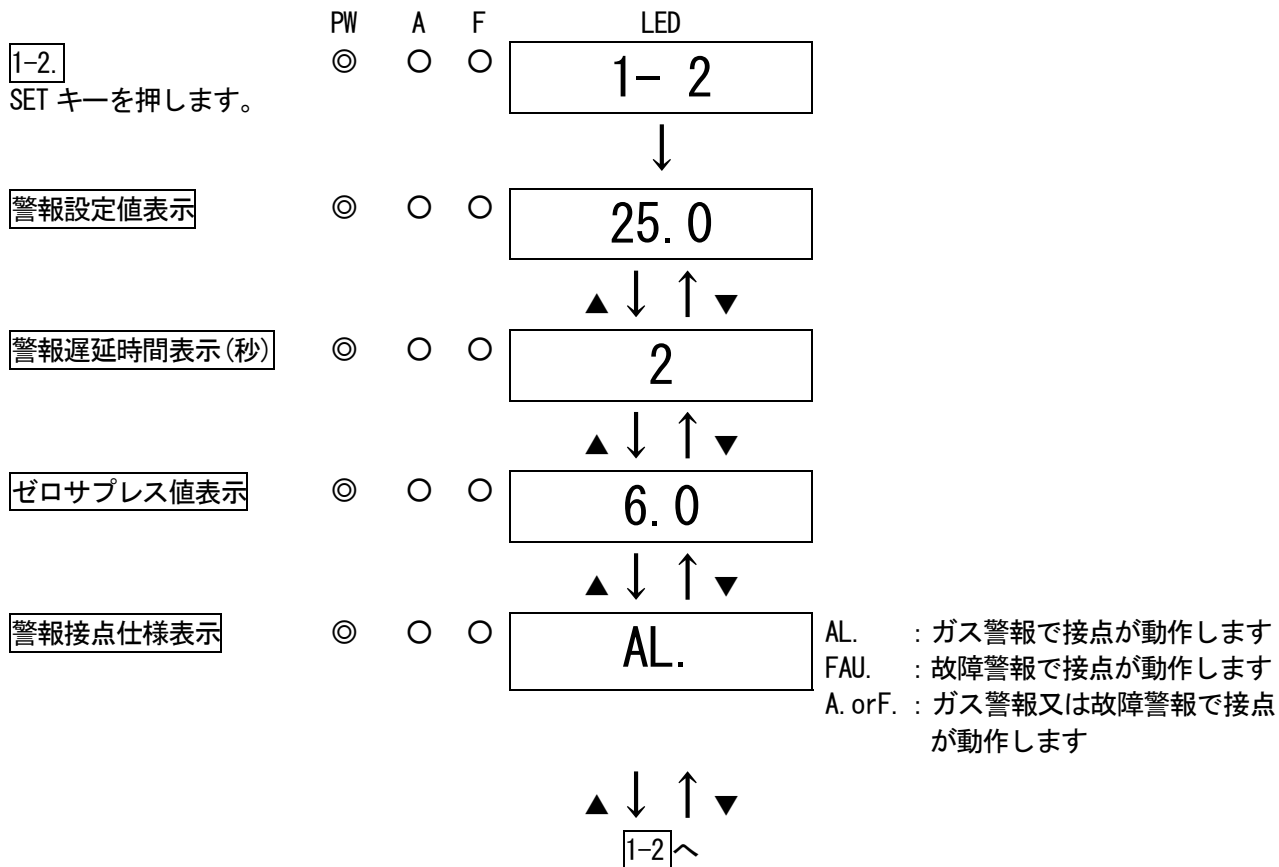 PW A F LED
1-2. ◎ ○ ○ 1- 2
SET キーを押します。
↓
警報設定値表示 ◎ ○ ○ 25.0
▲ ↓ ↑ ▼
警報遅延時間表示(秒) ◎ ○ ○ 2
▲ ↓ ↑ ▼
ゼロサプレス値表示 ◎ ○ ○ 6.0
▲ ↓ ↑ ▼
警報接点仕様表示 ◎ ○ ○ AL. AL. :ガス警報で接点が動作します
FAU. :故障警報で接点が動作します
A.orF. :ガス警報又は故障警報で接点
が動作します
▲ ↓ ↑ ▼
1-2 へ